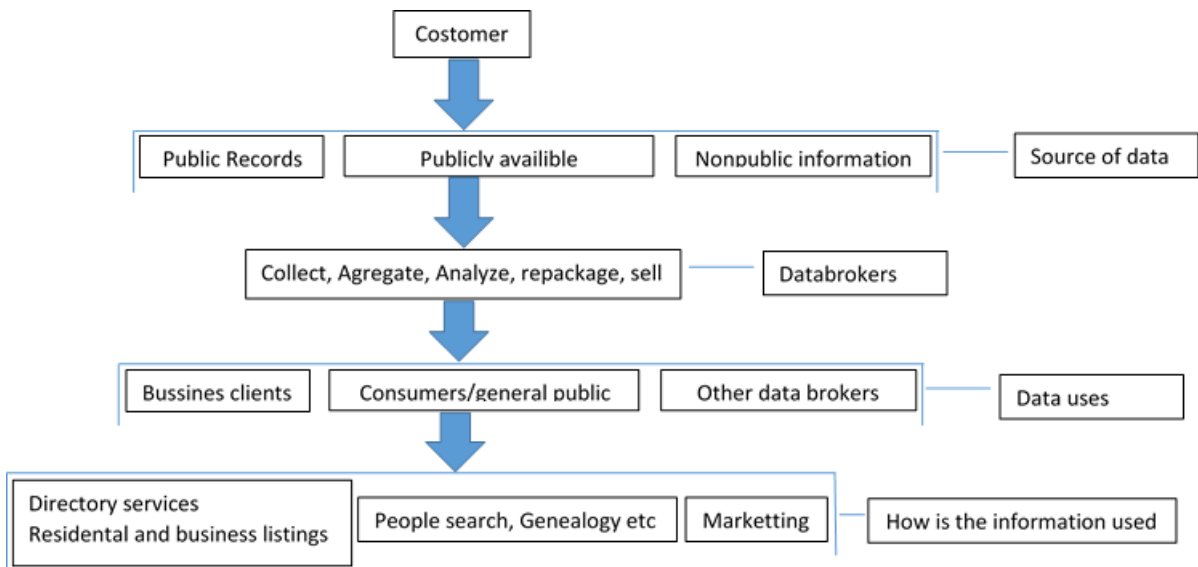 Costomer
Public Records
Publicly availible
Nonpublic information
Source of data
Collect, Agregate, Analyze, repackage, sell
Databrokers
Bussines clients
Consumers/general public
Other data brokers
Data uses
Directory services
Residental and business listings
People search, Genealogy etc
Marketting
How is the information used